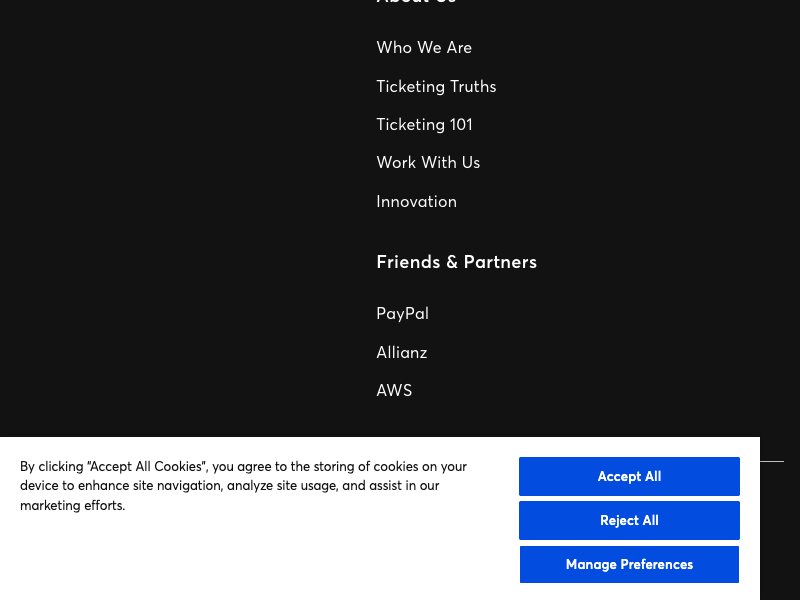 About Us
Who We Are
Ticketing Truths
Ticketing 101
Work With Us
Innovation
Friends & Partners
PayPal
Allianz
AWS
By clicking “Accept All Cookies”, you agree to the storing of cookies on your
device to enhance site navigation, analyze site usage, and assist in our
marketing efforts.
Accept All
Reject All
Manage Preferences